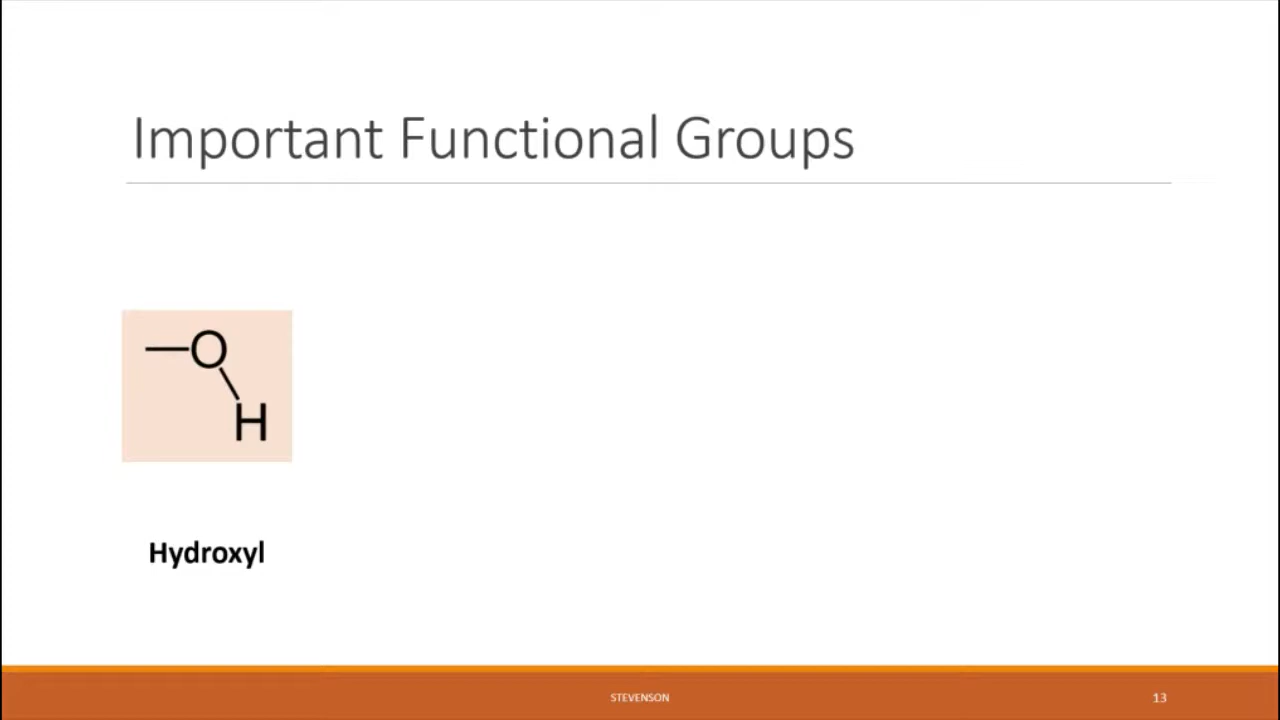 Important Functional Groups
O
H
Hydroxyl
STEVENSON
13